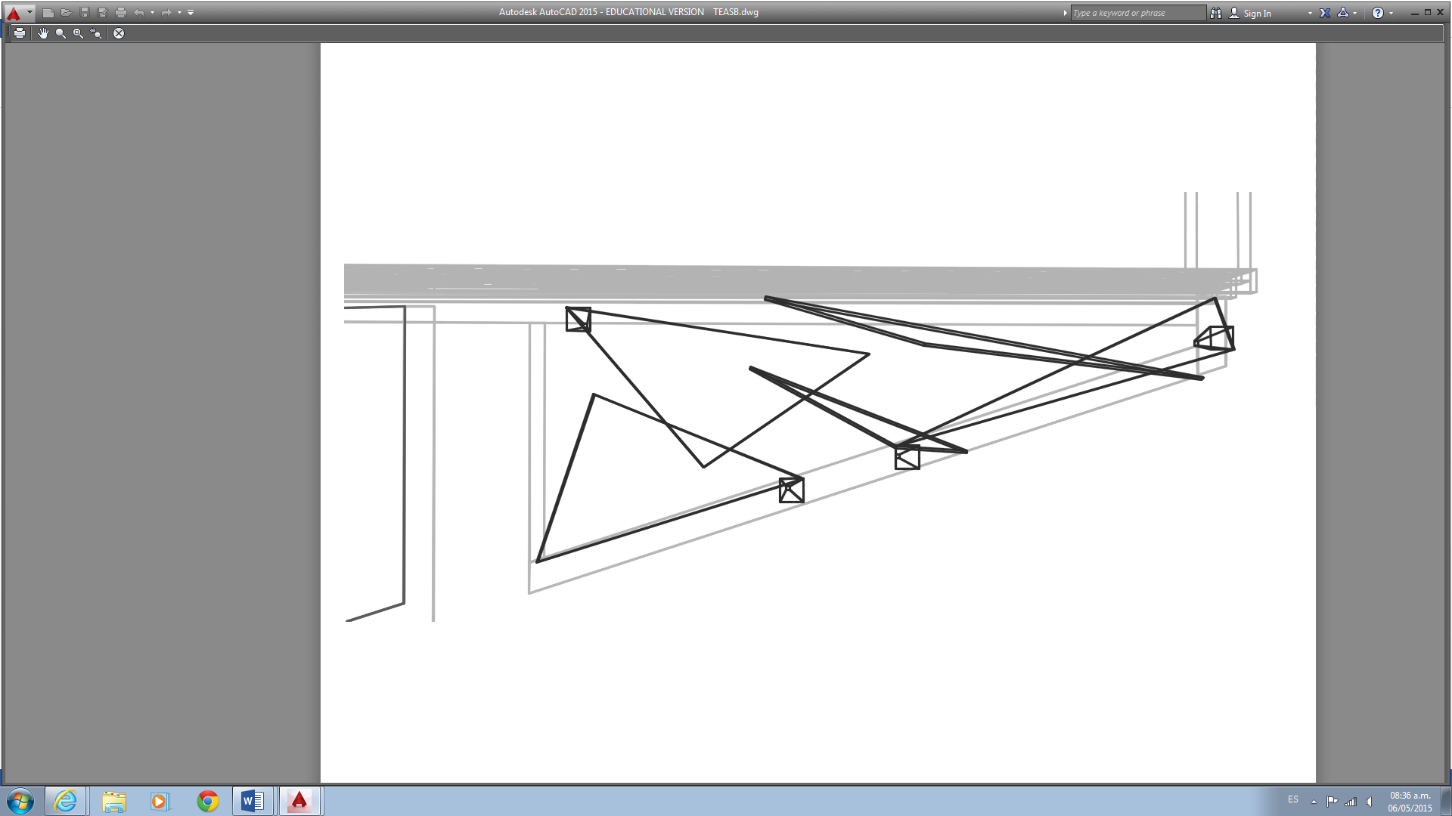 Autodesk AutoCAD 2015 - EDUCATIONAL VERSION TEASB.dwg
Type a keyword or phrase
Sign In
ES
08:36 a.m.
06/05/2015